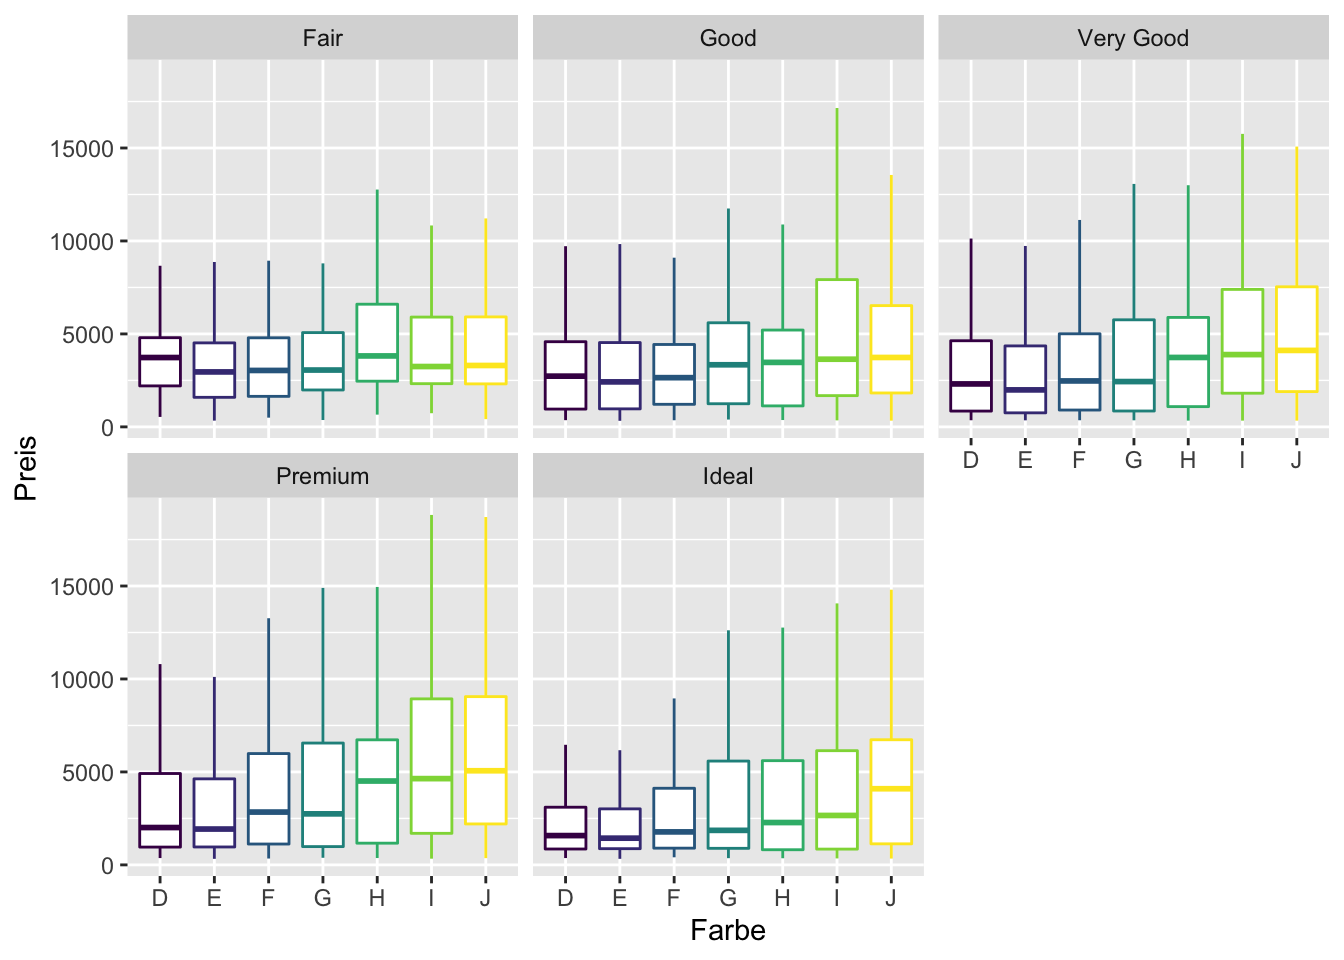 Fair
Good
Very Good
15000
10000
5000
0
D E F G H I J
Preis
Premium
Ideal
15000
10000
5000
0
D E F G H I J
D E F G H I J
Farbe